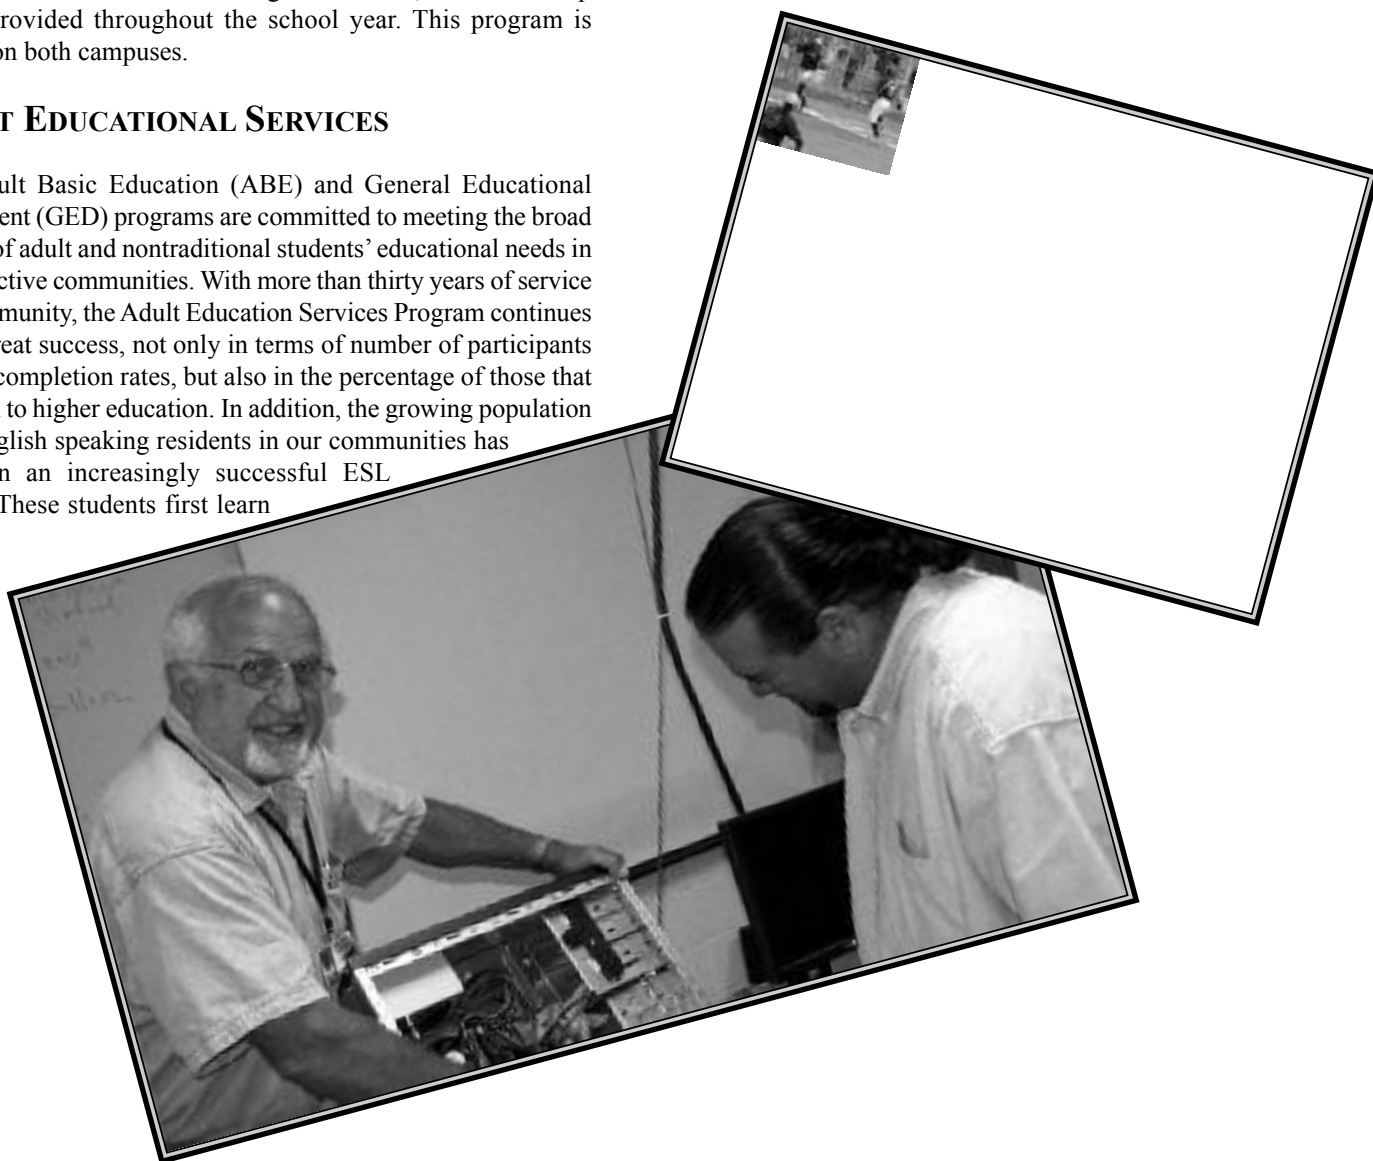 rovided throughout the school year. This program is
on both campuses.
T EDUCATIONAL SERVICES
ult Basic Education (ABE) and General Educational
ent (GED) programs are committed to meeting the broad
of adult and nontraditional students' educational needs in
ctive communities. With more than thirty years of service
munity, the Adult Education Services Program continues
reat success, not only in terms of number of participants
completion rates, but also in the percentage of those that
to higher education. In addition, the growing population
glish speaking residents in our communities has
n an increasingly successful ESL
These students first learn